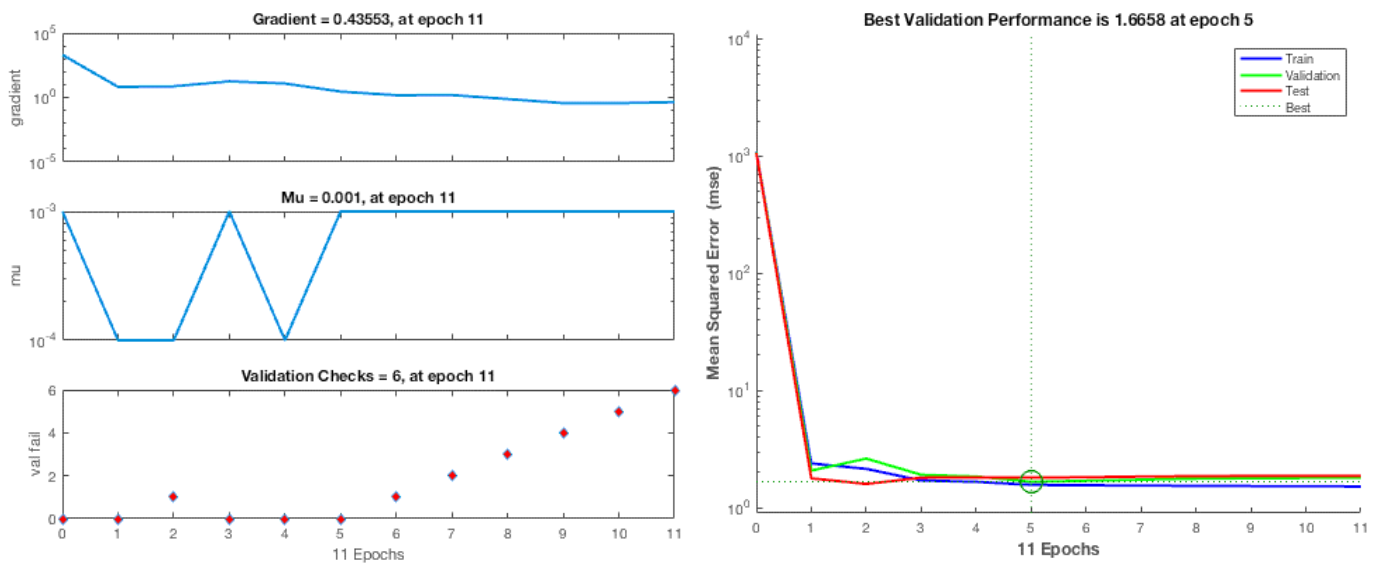 Gradient = 0.43553, at epoch 11
10^5
10^0
10^-5
gradient
Mu = 0.001, at epoch 11
10^-3
10^-4
mu
Validation Checks = 6, at epoch 11
6
4
2
0
val fail
0 1 2 3 4 5 6 7 8 9 10 11
11 Epochs
Best Validation Performance is 1.6658 at epoch 5
10^4
10^3
10^2
10^1
10^0
Mean Squared Error (mse)
Train
Validation
Test
Best
0 1 2 3 4 5 6 7 8 9 10 11
11 Epochs